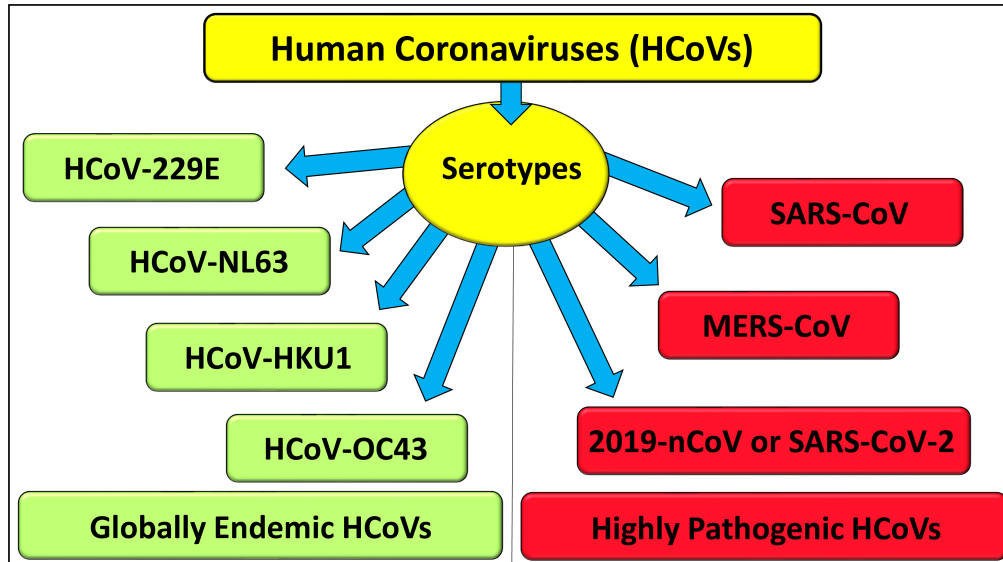 Human Coronaviruses (HCoVs)
Serotypes
HCoV-229E
HCoV-NL63
HCoV-HKU1
HCoV-OC43
Globally Endemic HCoVs
SARS-CoV
MERS-CoV
2019-nCoV or SARS-CoV-2
Highly Pathogenic HCoVs